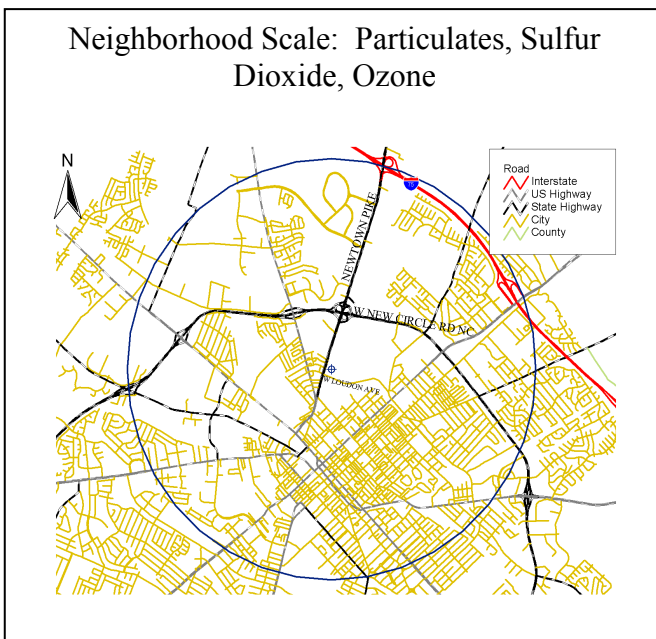 Neighborhood Scale:  Particulates, Sulfur
Dioxide, Ozone
N
Road
Interstate
US Highway
State Highway
City
County
75
NEWTOWN PIKE
W NEW CIRCLE RD NC
W LOUDON AVE